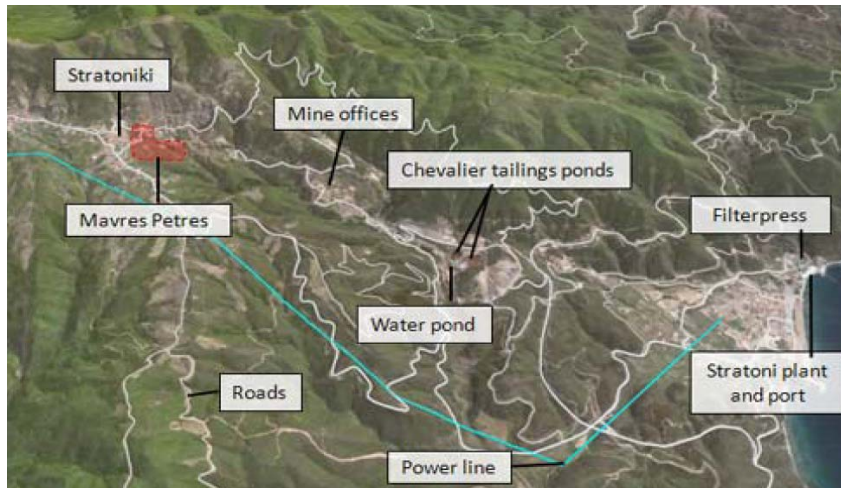 Stratoniki
Mine offices
Chevalier tailings ponds
Filterpress
Mavres Petres
Water pond
Stratoni plant
and port
Roads
Power line